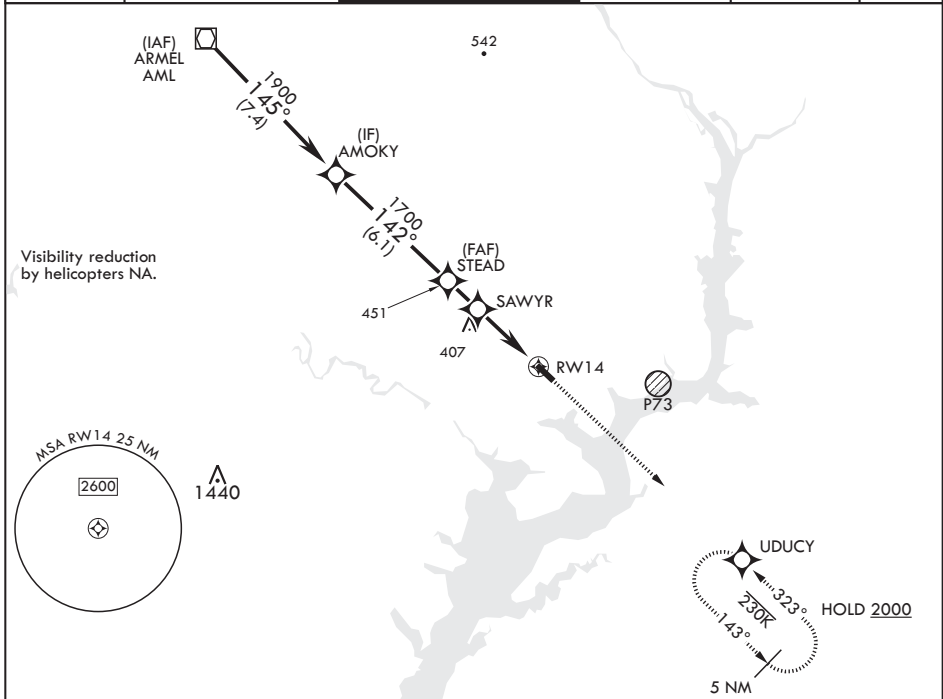 (IAF)
ARMEL
AML
542
1900
145°
(7.4)
(IF)
AMOKY
1700
142°
(6.1)
Visibility reduction
by helicopters NA.
(FAF)
STEAD
451
SAWYR
407
RW14
P73
MSA RW14 25 NM
2600
1440
UDUCY
323°
230K
143°
HOLD 2000
5 NM